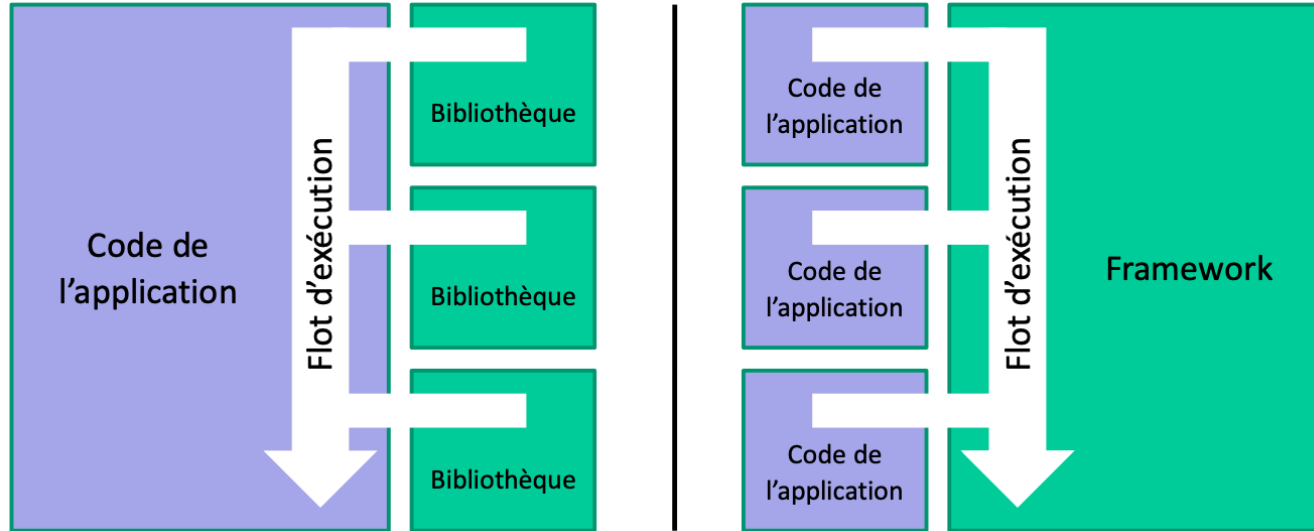 Code de
l’application
Flot d’exécution
Bibliothèque
Bibliothèque
Bibliothèque
Code de
l’application
Code de
l’application
Code de
l’application
Flot d’exécution
Framework